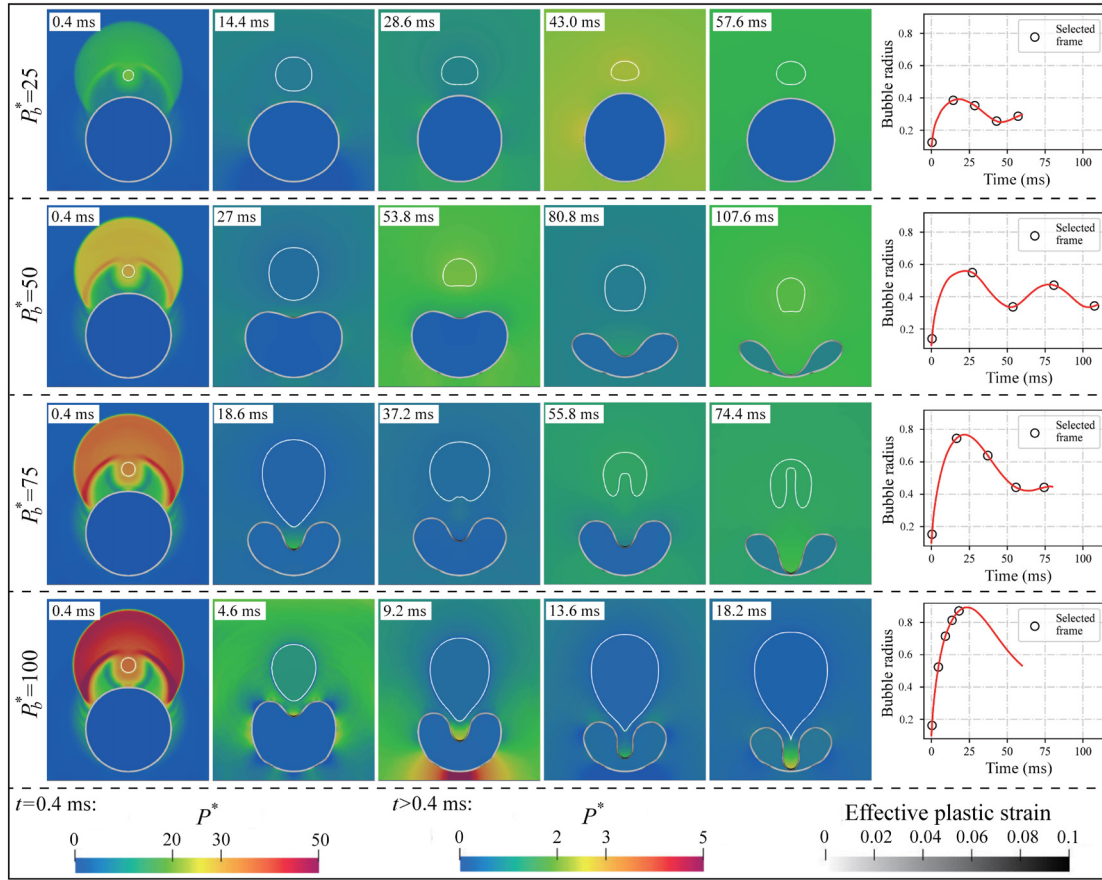 P_b^*=25
0.4 ms
14.4 ms
28.6 ms
43.0 ms
57.6 ms
Bubble radius
0.8
0.6
0.4
0.2
Selected
frame
0 25 50 75 100
Time (ms)
P_b^*=50
0.4 ms
27 ms
53.8 ms
80.8 ms
107.6 ms
Bubble radius
0.8
0.6
0.4
0.2
Selected
frame
0 25 50 75 100
Time (ms)
P_b^*=75
0.4 ms
18.6 ms
37.2 ms
55.8 ms
74.4 ms
Bubble radius
0.8
0.6
0.4
0.2
Selected
frame
0 25 50 75 100
Time (ms)
P_b^*=100
0.4 ms
4.6 ms
9.2 ms
13.6 ms
18.2 ms
Bubble radius
0.8
0.6
0.4
0.2
Selected
frame
0 25 50 75 100
Time (ms)
t=0.4 ms: P^*
0 20 30 50
t>0.4 ms: P^*
0 2 3 5
Effective plastic strain
0 0.02 0.04 0.06 0.08 0.1